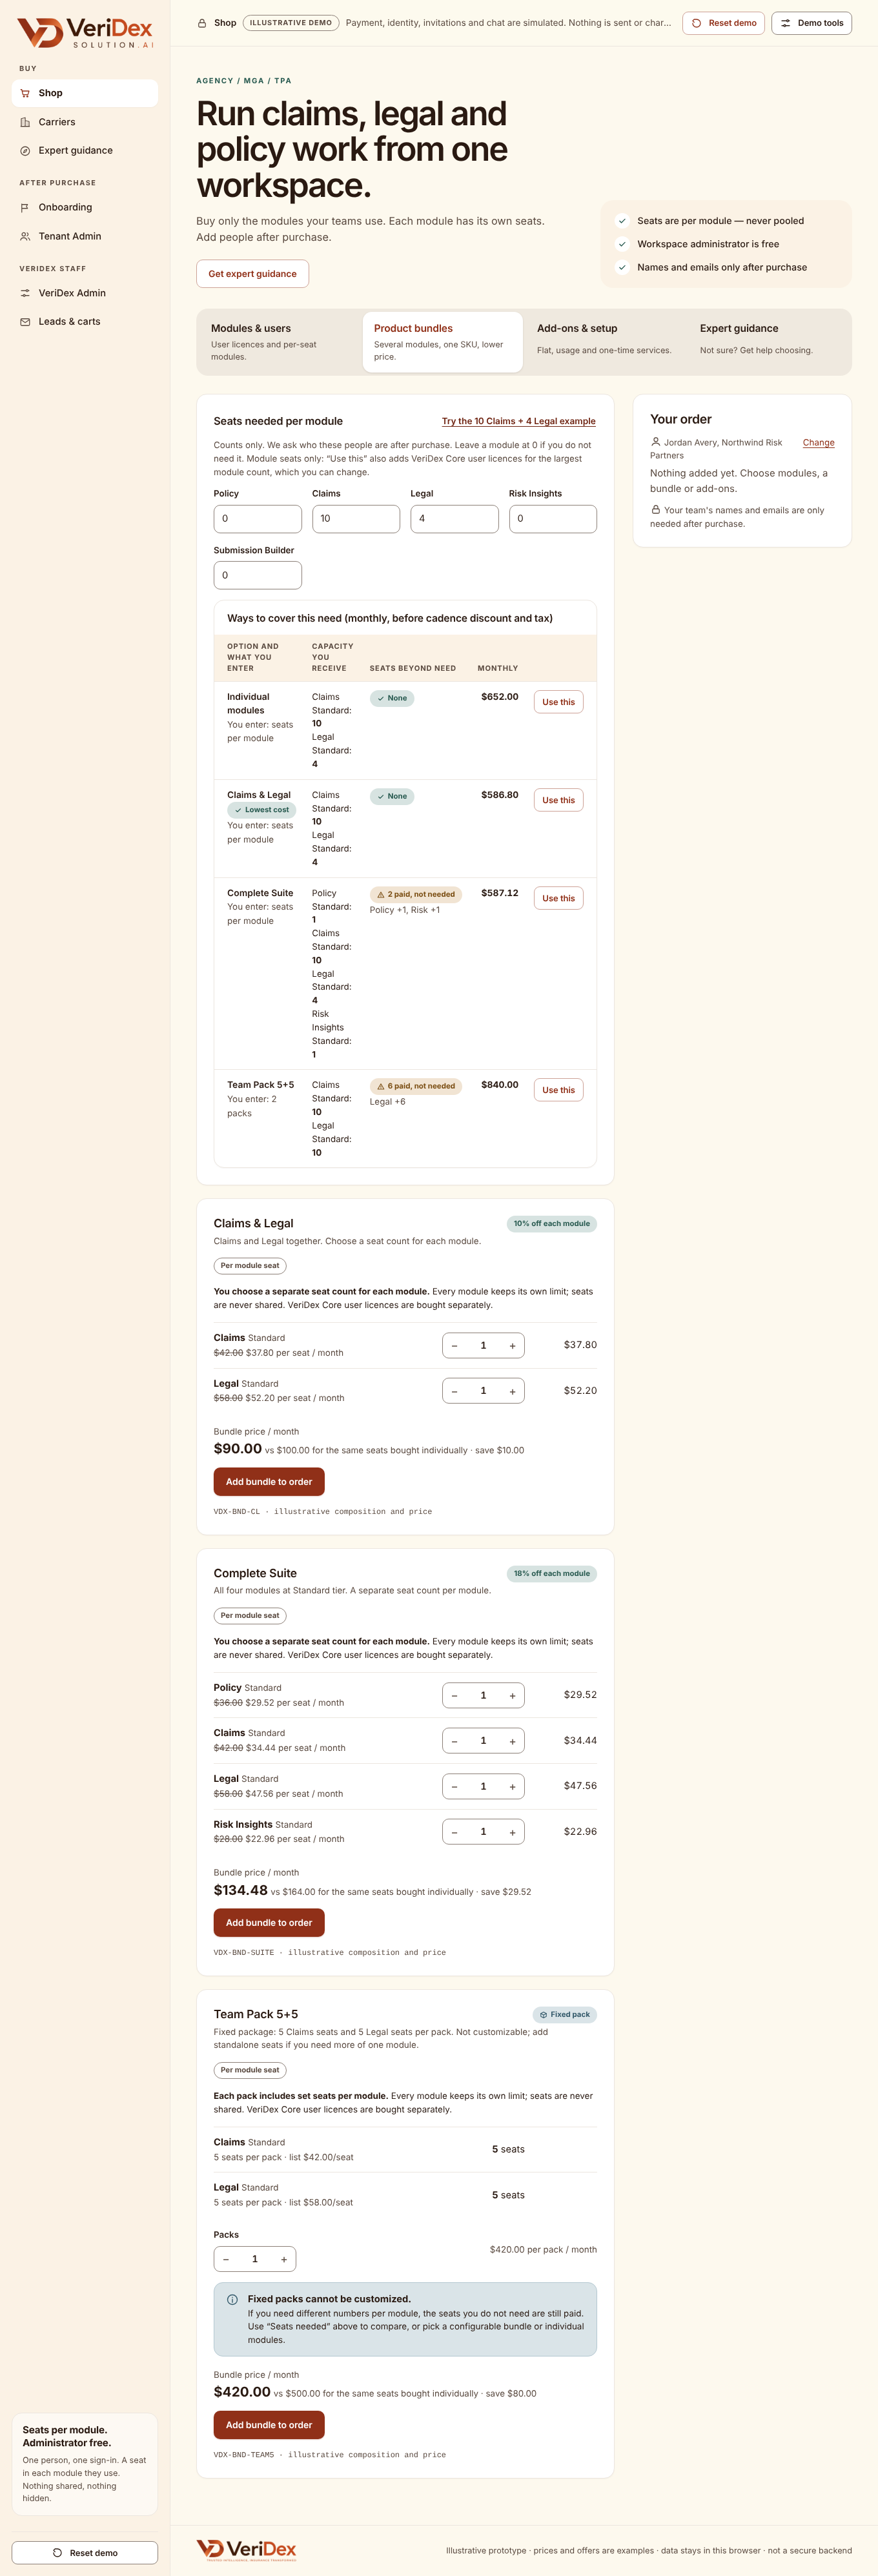 VeriDex
SOLUTION.AI
BUY
Shop
Carriers
Expert guidance
AFTER PURCHASE
Onboarding
Tenant Admin
VERIDEX STAFF
VeriDex Admin
Leads & carts
Seats per module.
Administrator free.
One person, one sign-in. A seat
in each module they use.
Nothing shared, nothing
hidden.
Reset demo
Shop ILLUSTRATIVE DEMO Payment, identity, invitations and chat are simulated. Nothing is sent or char... Reset demo Demo tools
AGENCY / MGA / TPA
Run claims, legal and
policy work from one
workspace.
Buy only the modules your teams use. Each module has its own seats.
Add people after purchase.
Get expert guidance
Seats are per module — never pooled
Workspace administrator is free
Names and emails only after purchase
Modules & users
User licences and per-seat
modules.
Product bundles
Several modules, one SKU, lower
price.
Add-ons & setup
Flat, usage and one-time services.
Expert guidance
Not sure? Get help choosing.
Seats needed per module Try the 10 Claims + 4 Legal example
Counts only. We ask who these people are after purchase. Leave a module at 0 if you do not
need it. Module seats only: “Use this” also adds VeriDex Core user licences for the largest
module count, which you can change.
Policy Claims Legal Risk Insights
0 10 4 0
Submission Builder
0
Ways to cover this need (monthly, before cadence discount and tax)
OPTION AND
WHAT YOU
ENTER
CAPACITY
YOU
RECEIVE
SEATS BEYOND NEED
MONTHLY
Individual
modules
You enter: seats
per module
Claims
Standard:
10
Legal
Standard:
4
None
$652.00
Use this
Claims & Legal
Lowest cost
You enter: seats
per module
Claims
Standard:
10
Legal
Standard:
4
None
$586.80
Use this
Complete Suite
You enter: seats
per module
Policy
Standard:
1
Claims
Standard:
10
Legal
Standard:
4
Risk
Insights
Standard:
1
2 paid, not needed
Policy +1, Risk +1
$587.12
Use this
Team Pack 5+5
You enter: 2
packs
Claims
Standard:
10
Legal
Standard:
10
6 paid, not needed
Legal +6
$840.00
Use this
Your order
Jordan Avery, Northwind Risk
Partners
Change
Nothing added yet. Choose modules, a
bundle or add-ons.
Your team's names and emails are only
needed after purchase.
Claims & Legal 10% off each module
Claims and Legal together. Choose a seat count for each module.
Per module seat
You choose a separate seat count for each module. Every module keeps its own limit; seats
are never shared. VeriDex Core user licences are bought separately.
Claims Standard
$42.00 $37.80 per seat / month
− 1 + $37.80
Legal Standard
$58.00 $52.20 per seat / month
− 1 + $52.20
Bundle price / month
$90.00 vs $100.00 for the same seats bought individually · save $10.00
Add bundle to order
VDX-BND-CL · illustrative composition and price
Complete Suite 18% off each module
All four modules at Standard tier. A separate seat count per module.
Per module seat
You choose a separate seat count for each module. Every module keeps its own limit; seats
are never shared. VeriDex Core user licences are bought separately.
Policy Standard
$36.00 $29.52 per seat / month
− 1 + $29.52
Claims Standard
$42.00 $34.44 per seat / month
− 1 + $34.44
Legal Standard
$58.00 $47.56 per seat / month
− 1 + $47.56
Risk Insights Standard
$28.00 $22.96 per seat / month
− 1 + $22.96
Bundle price / month
$134.48 vs $164.00 for the same seats bought individually · save $29.52
Add bundle to order
VDX-BND-SUITE · illustrative composition and price
Team Pack 5+5 Fixed pack
Fixed package: 5 Claims seats and 5 Legal seats per pack. Not customizable; add
standalone seats if you need more of one module.
Per module seat
Each pack includes set seats per module. Every module keeps its own limit; seats are never
shared. VeriDex Core user licences are bought separately.
Claims Standard
5 seats per pack · list $42.00/seat
5 seats
Legal Standard
5 seats per pack · list $58.00/seat
5 seats
Packs
− 1 +
$420.00 per pack / month
Fixed packs cannot be customized.
If you need different numbers per module, the seats you do not need are still paid.
Use “Seats needed” above to compare, or pick a configurable bundle or individual
modules.
Bundle price / month
$420.00 vs $500.00 for the same seats bought individually · save $80.00
Add bundle to order
VDX-BND-TEAM5 · illustrative composition and price
VeriDex
Illustrative prototype · prices and offers are examples · data stays in this browser · not a secure backend